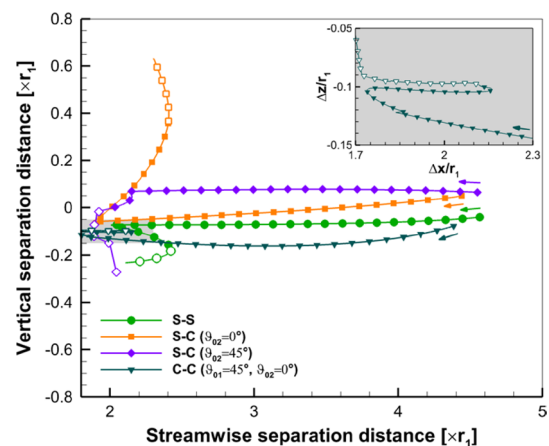 0.8
0.6
0.4
0.2
0
-0.2
-0.4
-0.6
-0.8
Vertical separation distance [×r₁]
-0.05
-0.1
-0.15
Δz/r₁
1.7
2
2.3
Δx/r₁
S-S
S-C (ϑ₀₂=0°)
S-C (ϑ₀₂=45°)
C-C (ϑ₀₁=45°, ϑ₀₂=0°)
2
3
4
5
Streamwise separation distance [×r₁]